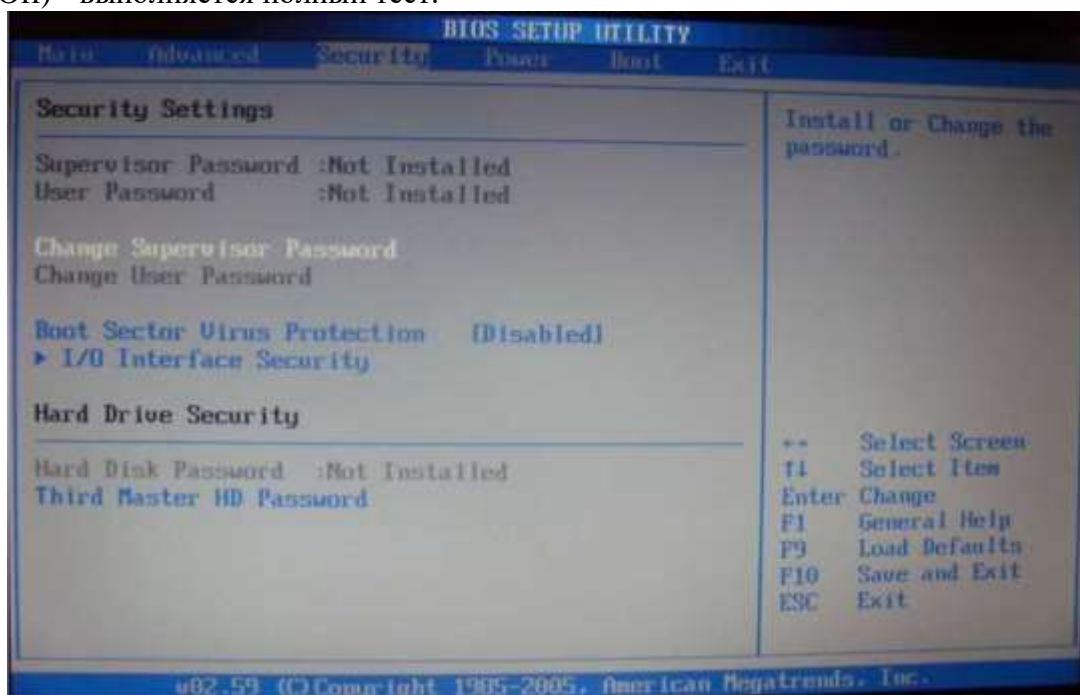 выполняется полный тест.
BIOS SETUP UTILITY
Main Advanced Security Power Boot Exit
Security Settings
Supervisor Password :Not Installed
User Password :Not Installed
Change Supervisor Password
Change User Password
Boot Sector Virus Protection [Disabled]
▶ I/O Interface Security
Hard Drive Security
Hard Disk Password :Not Installed
Third Master HD Password
Install or Change the
password.
↔ Select Screen
↑↓ Select Item
Enter Change
F1 General Help
F9 Load Defaults
F10 Save and Exit
ESC Exit
v02.59 (C)Copyright 1985-2005, American Megatrends, Inc.